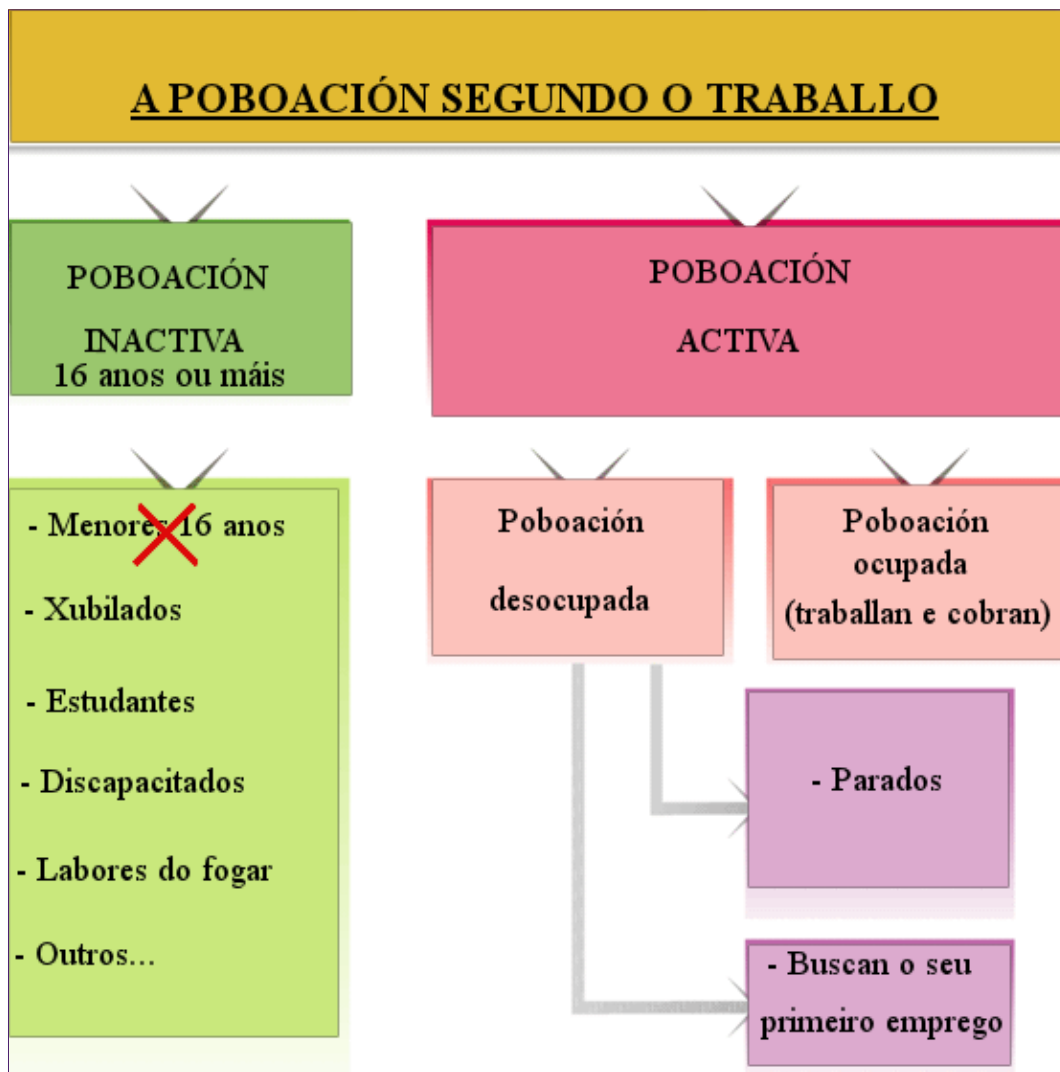 A POBOACIÓN SEGUNDO O TRABALLO
POBOACIÓN
INACTIVA
16 anos ou máis
POBOACIÓN
ACTIVA
- Menores 16 anos
- Xubilados
- Estudantes
- Discapacitados
- Labores do fogar
- Outros...
Poboación
desocupada
Poboación
ocupada
(traballan e cobran)
- Parados
- Buscan o seu
primeiro emprego